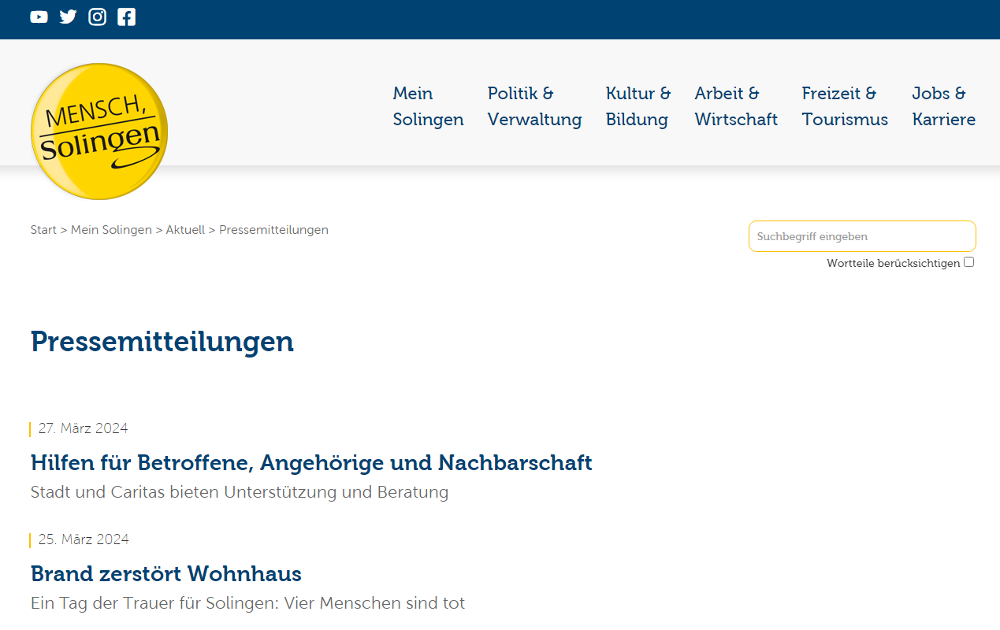 MENSCH,
Solingen
Mein
Solingen
Politik &
Verwaltung
Kultur &
Bildung
Arbeit &
Wirtschaft
Freizeit &
Tourismus
Jobs &
Karriere
Start > Mein Solingen > Aktuell > Pressemitteilungen
Suchbegriff eingeben
Wortteile berücksichtigen
Pressemitteilungen
27. März 2024
Hilfen für Betroffene, Angehörige und Nachbarschaft
Stadt und Caritas bieten Unterstützung und Beratung
25. März 2024
Brand zerstört Wohnhaus
Ein Tag der Trauer für Solingen: Vier Menschen sind tot